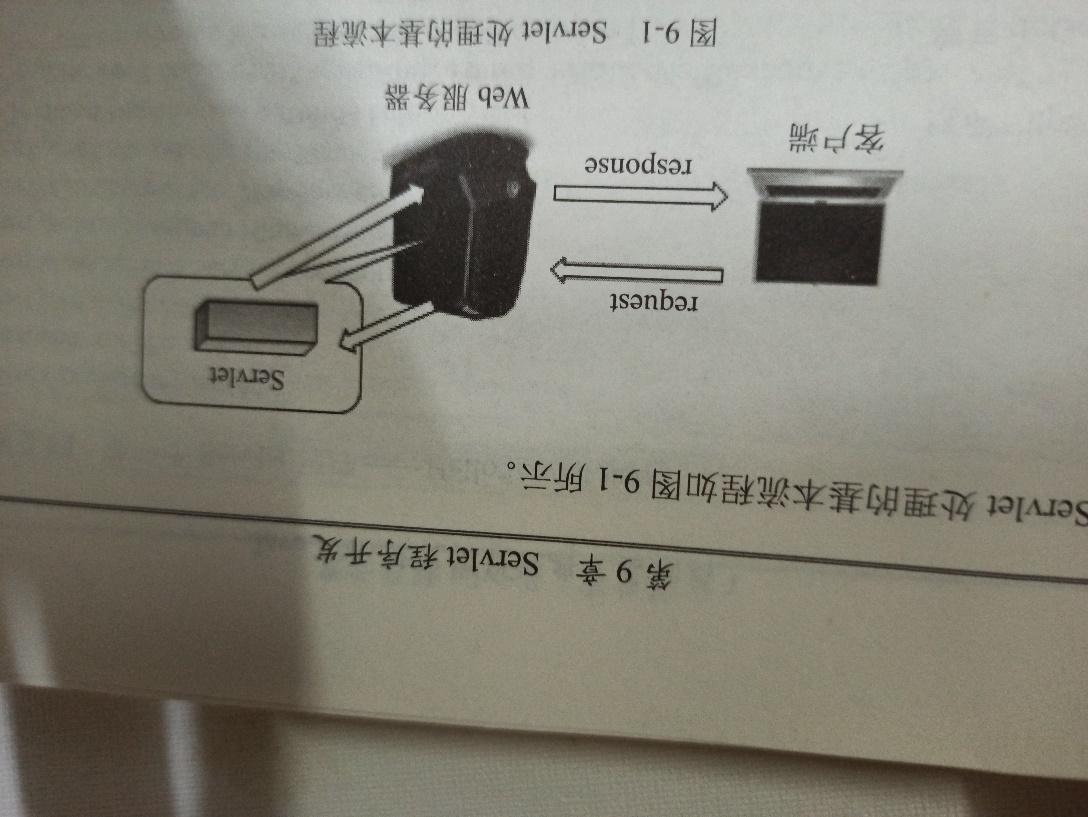 第 9 章 Servlet 程序开发
Servlet 处理的基本流程如图 9-1 所示。
Servlet
request
response
客户端
Web 服务器
图 9-1 Servlet 处理的基本流程